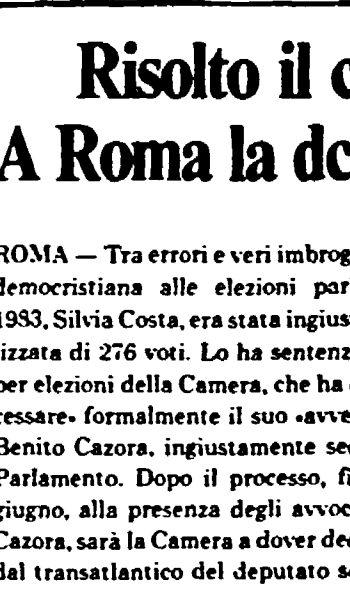 Risolto il c
A Roma la dc
ROMA — Tra errori e veri imbrog
democristiana alle elezioni par
1983, Silvia Costa, era stata ingius
izzata di 276 voti. Lo ha sentenz
per elezioni della Camera, che ha
ressare• formalmente il suo •avve
Benito Cazora, ingiustamente se
Parlamento. Dopo il processo, fi
giugno, alla presenza degli avvoc
Cazora, sarà la Camera a dover dec
dal transatlantico del deputato s